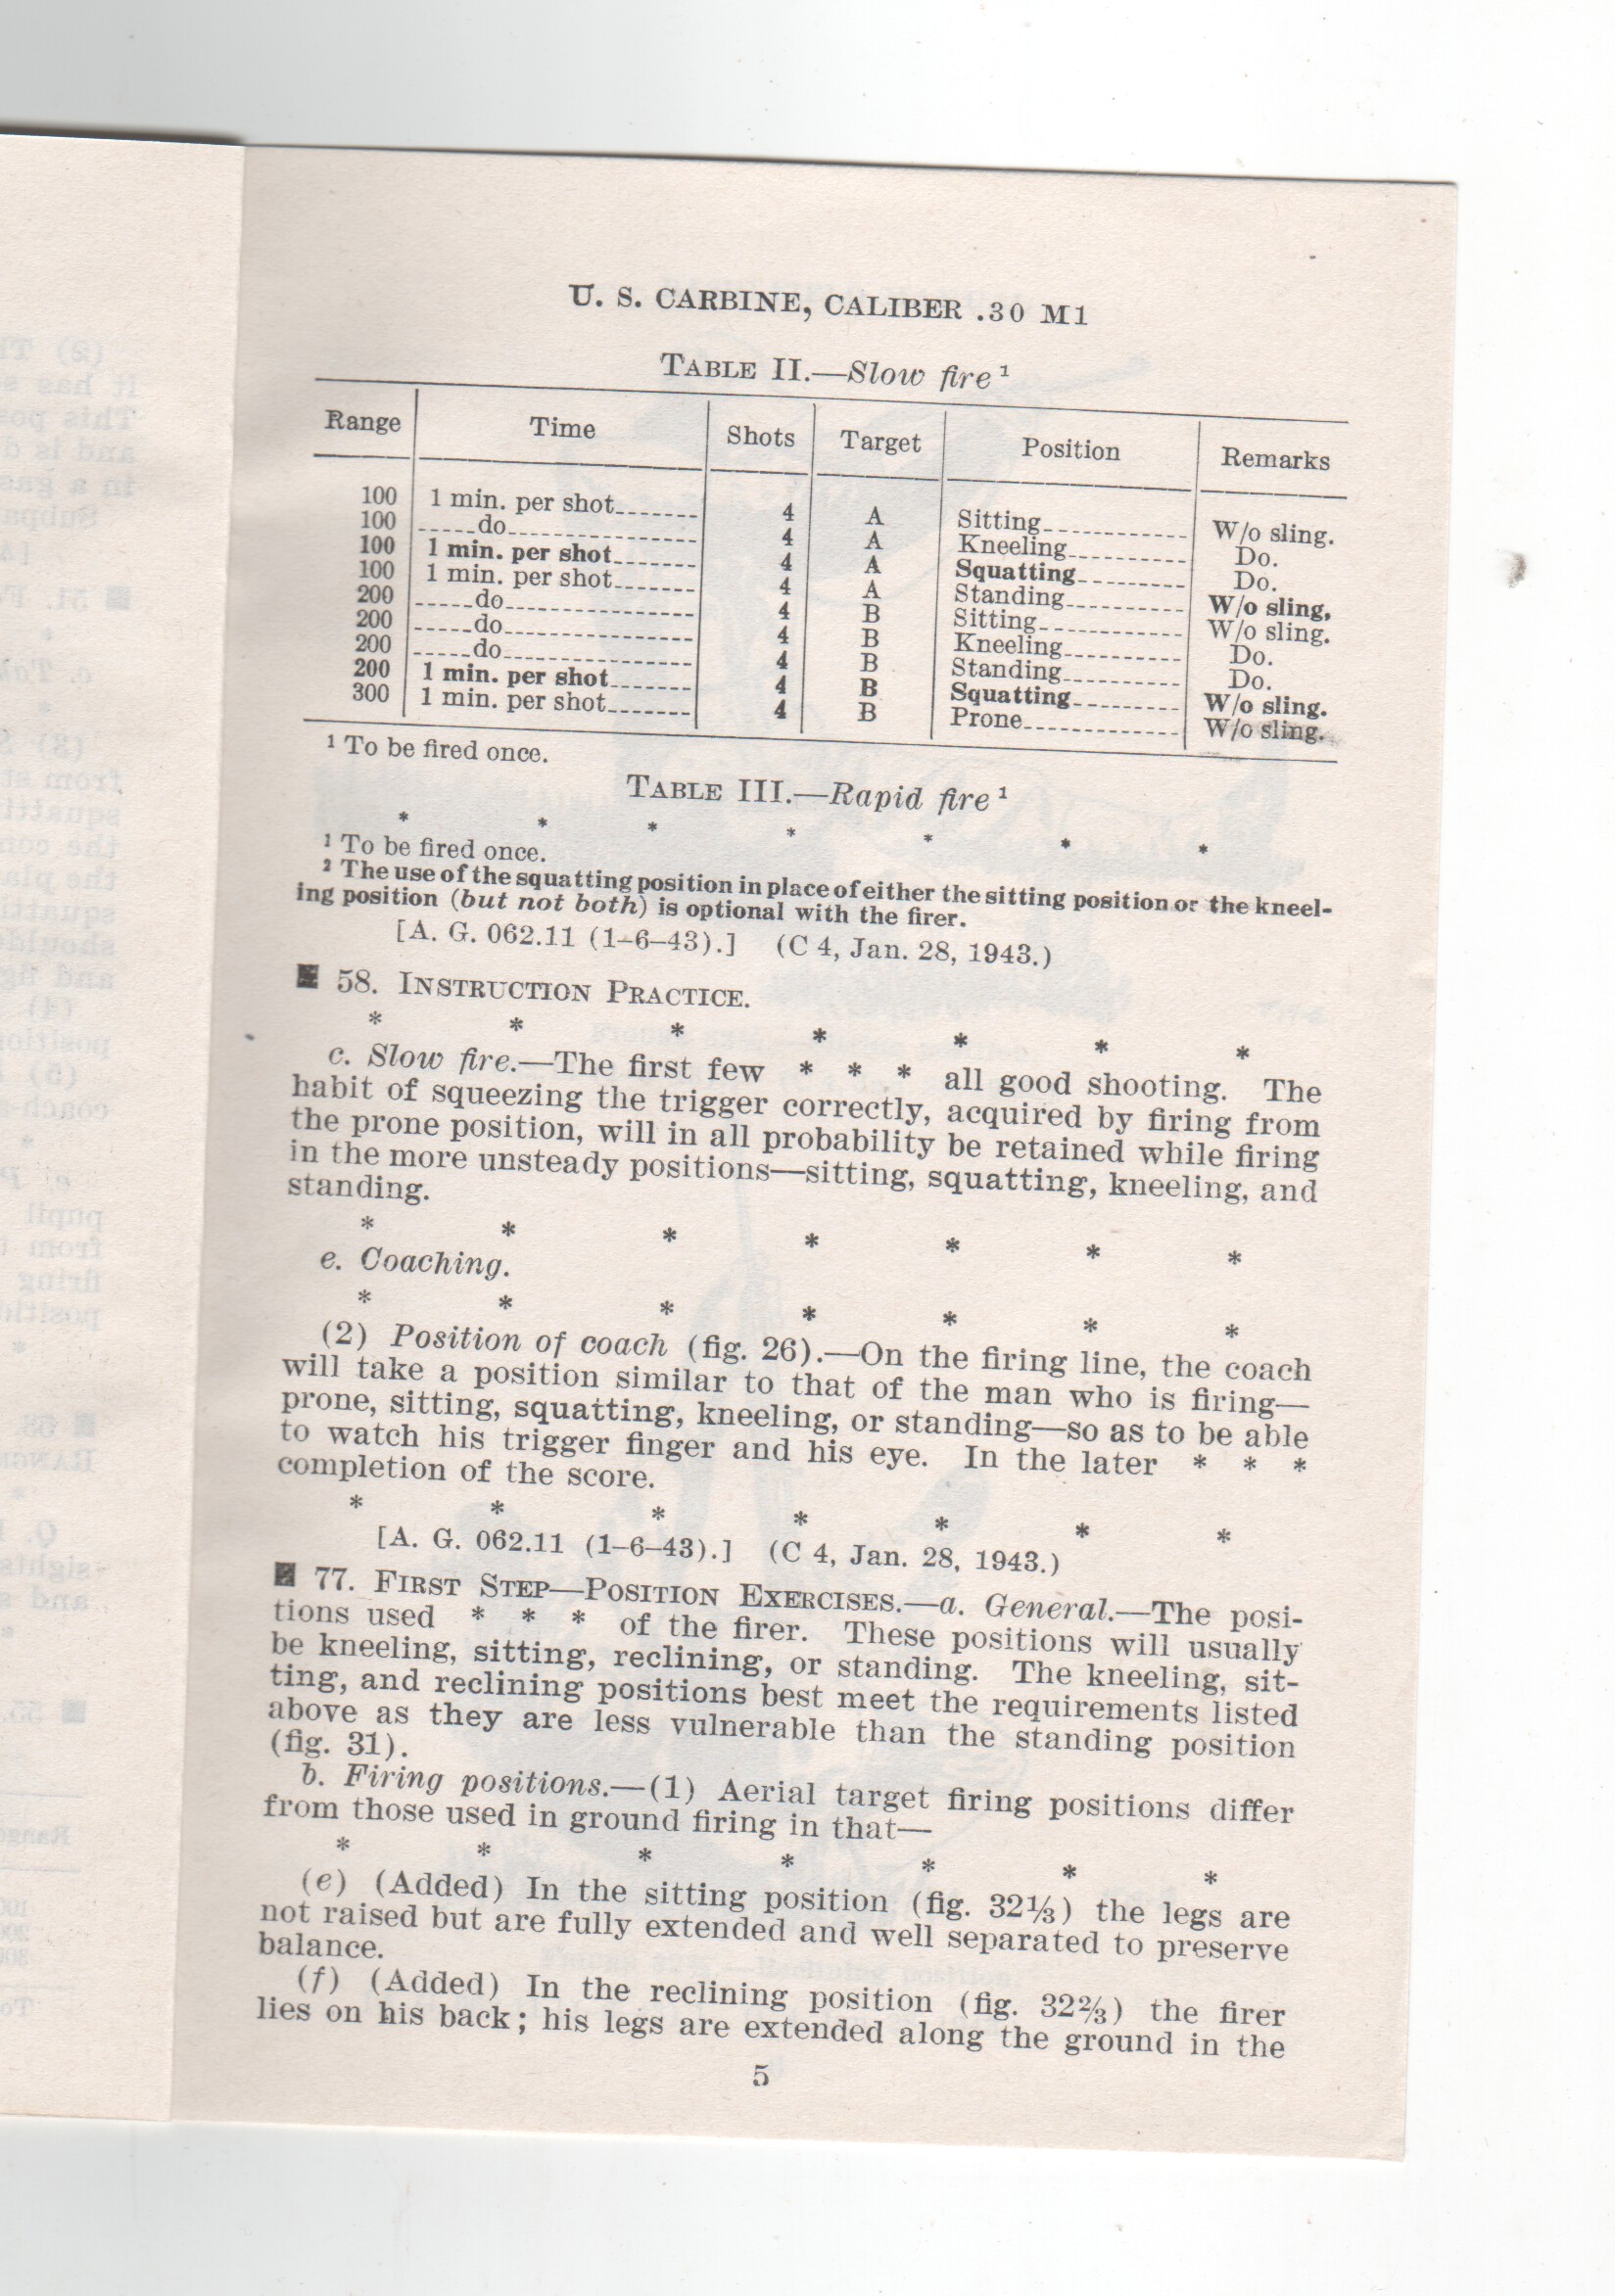 U. S. CARBINE, CALIBER .30 M1
TABLE II.—Slow fire ¹
Range Time Shots Target Position Remarks
100 1 min. per shot------- 4 A Sitting----------- W/o sling.
100 -----do--------------- 4 A Kneeling--------- Do.
100 1 min. per shot------- 4 A Squatting-------- Do.
100 1 min. per shot------- 4 A Standing--------- W/o sling,
200 -----do--------------- 4 B Sitting----------- W/o sling.
200 -----do--------------- 4 B Kneeling--------- Do.
200 -----do--------------- 4 B Standing--------- Do.
200 1 min. per shot------- 4 B Squatting-------- W/o sling.
300 1 min. per shot------- 4 B Prone------------ W/o sling.
¹ To be fired once.
TABLE III.—Rapid fire ¹
* * * * * * *
¹ To be fired once.
² The use of the squatting position in place of either the sitting position or the kneel-
ing position (but not both) is optional with the firer.
[A. G. 062.11 (1–6–43).] (C 4, Jan. 28, 1943.)
■ 58. INSTRUCTION PRACTICE.
* * * * * * *
c. Slow fire.—The first few * * * all good shooting. The
habit of squeezing the trigger correctly, acquired by firing from
the prone position, will in all probability be retained while firing
in the more unsteady positions—sitting, squatting, kneeling, and
standing.
* * * * * * *
e. Coaching.
* * * * * * *
(2) Position of coach (fig. 26).—On the firing line, the coach
will take a position similar to that of the man who is firing—
prone, sitting, squatting, kneeling, or standing—so as to be able
to watch his trigger finger and his eye. In the later * * *
completion of the score.
* * * * * * *
[A. G. 062.11 (1–6–43).] (C 4, Jan. 28, 1943.)
■ 77. FIRST STEP—POSITION EXERCISES.—a. General.—The posi-
tions used * * * of the firer. These positions will usually
be kneeling, sitting, reclining, or standing. The kneeling, sit-
ting, and reclining positions best meet the requirements listed
above as they are less vulnerable than the standing position
(fig. 31).
b. Firing positions.—(1) Aerial target firing positions differ
from those used in ground firing in that—
* * * * * * *
(e) (Added) In the sitting position (fig. 32⅓) the legs are
not raised but are fully extended and well separated to preserve
balance.
(f) (Added) In the reclining position (fig. 32⅔) the firer
lies on his back; his legs are extended along the ground in the
5